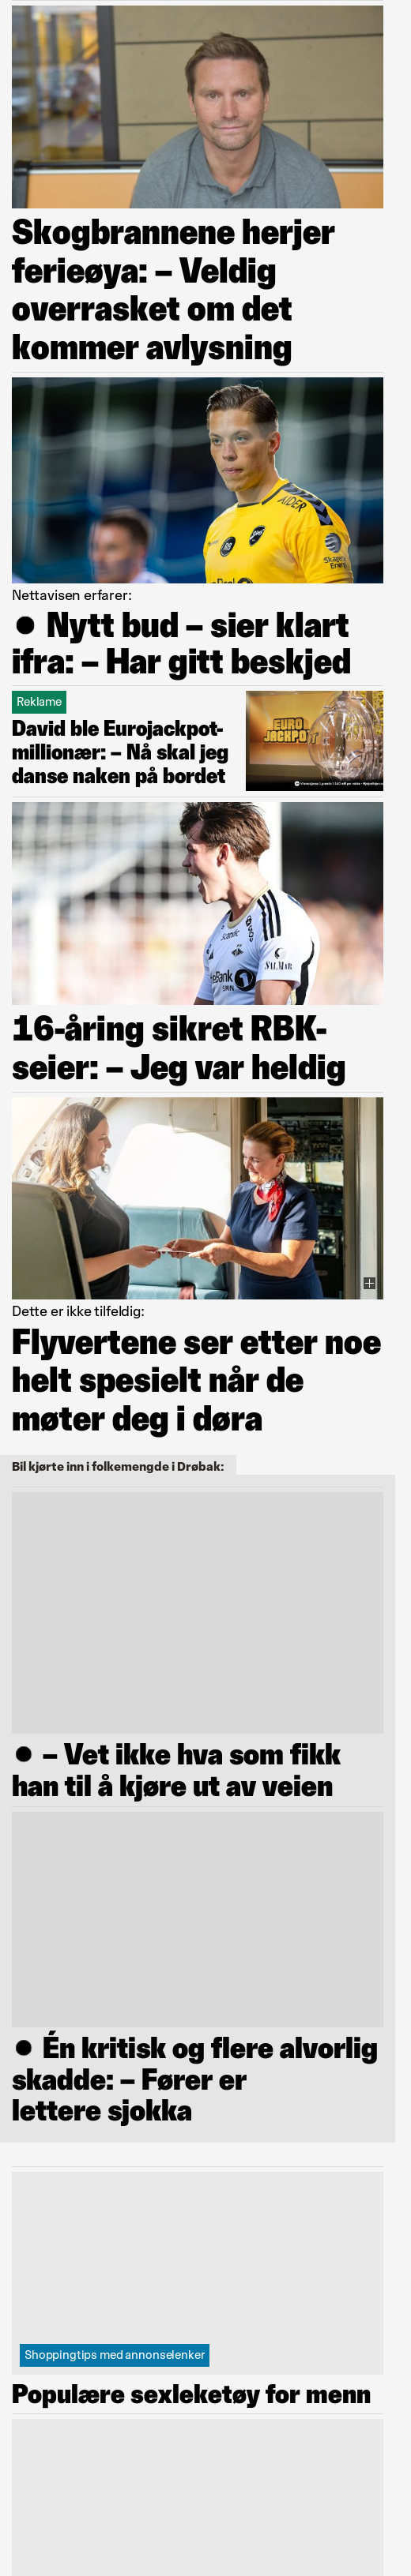 Skogbrannene herjer
ferieøya: – Veldig
overrasket om det
kommer avlysning
RAIDER
Skagerak
Energi
Nettavisen erfarer:
● Nytt bud – sier klart
ifra: – Har gitt beskjed
Reklame
David ble Eurojackpot-
millionær: – Nå skal jeg
danse naken på bordet
EURO
JACKPOT
SALMAR
16-åring sikret RBK-
seier: – Jeg var heldig
Dette er ikke tilfeldig:
Flyvertene ser etter noe
helt spesielt når de
møter deg i døra
Bil kjørte inn i folkemengde i Drøbak:
● – Vet ikke hva som fikk
han til å kjøre ut av veien
● Én kritisk og flere alvorlig
skadde: – Fører er
lettere sjokka
Shoppingtips med annonselenker
Populære sexleketøy for menn